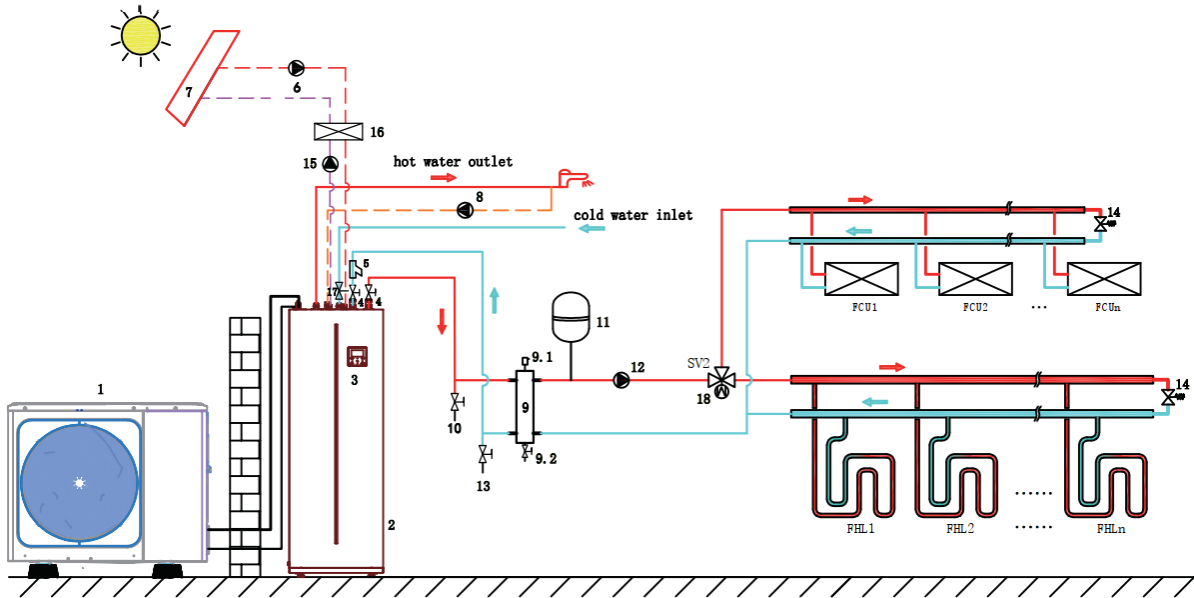 7
6
16
15
hot water outlet
8
cold water inlet
5
17
4
4
14
FCU1
FCU2
...
FCUn
11
9.1
12
SV2
18
3
1
9
10
9.2
13
14
2
FHL1
FHL2
......
......
FHLn